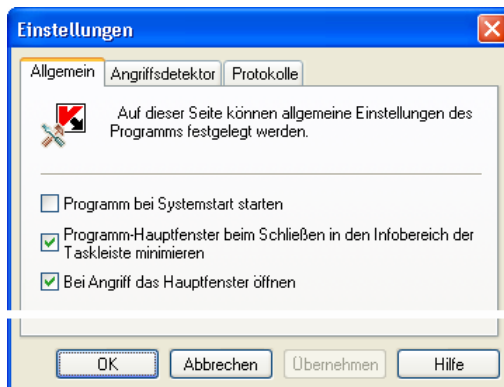 Einstellungen
Allgemein Angriffsdetektor Protokolle
Auf dieser Seite können allgemeine Einstellungen des
Programms festgelegt werden.
Programm bei Systemstart starten
Programm-Hauptfenster beim Schließen in den Infobereich der
Taskleiste minimieren
Bei Angriff das Hauptfenster öffnen
OK Abbrechen Übernehmen Hilfe